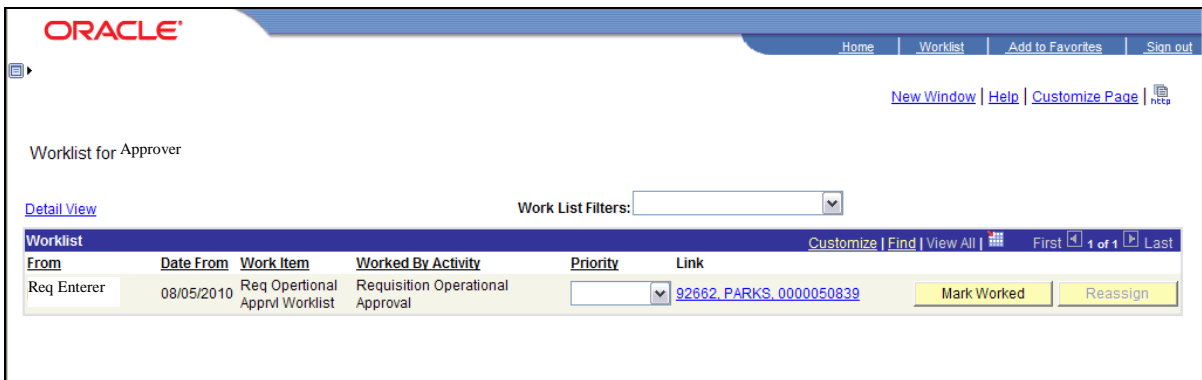 ORACLE®
Home | Worklist | Add to Favorites | Sign out
New Window | Help | Customize Page | http
Worklist for Approver
Detail View Work List Filters:
Worklist Customize | Find | View All | First 1 of 1 Last
From Date From Work Item Worked By Activity Priority Link
Req Enterer 08/05/2010 Req Opertional Requisition Operational 92662, PARKS, 0000050839 Mark Worked Reassign
Apprvl Worklist Approval